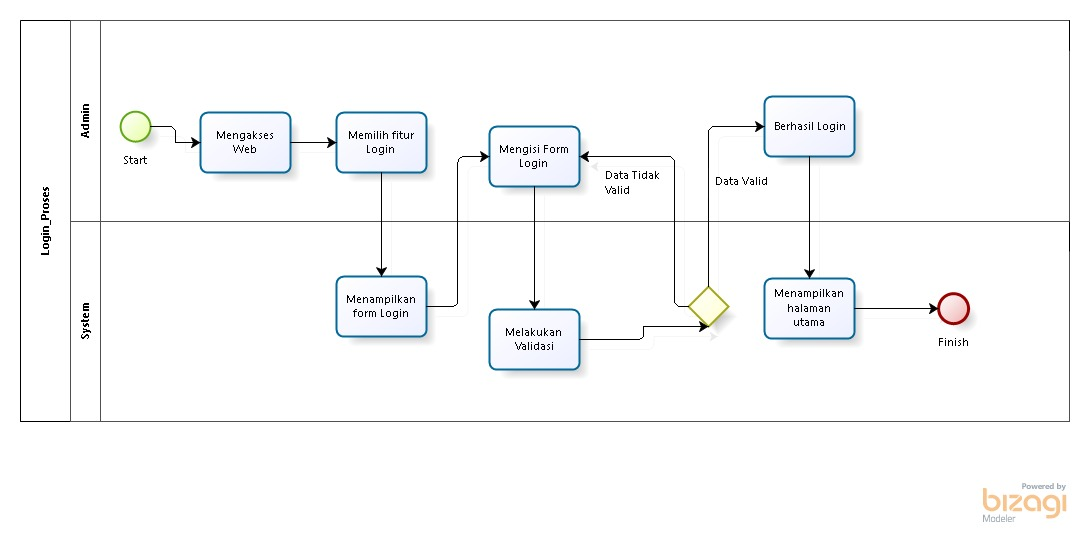 Login_Proses
Admin
System
Start
Mengakses
Web
Memilih fitur
Login
Menampilkan
form Login
Mengisi Form
Login
Melakukan
Validasi
Data Tidak
Valid
Data Valid
Berhasil Login
Menampilkan
halaman
utama
Finish
Powered by
bizagi
Modeler